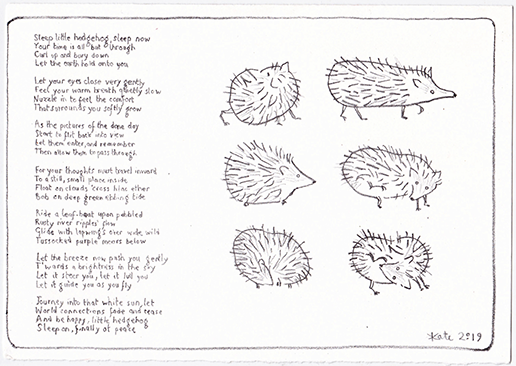 Sleep little hedgehog, sleep now
Your time is all but through
Curl up and bury down
Let the earth hold onto you

Let your eyes close very gently
Feel your warm breath quietly slow
Nuzzle in to feel the comfort
That surrounds you softly grow

As the pictures of the done day
Start to flit back into view
Let them enter, and remember
Then allow them to pass through.

For your thoughts must travel inward
To a still, small place inside
Float on clouds 'cross blue ether
Bob on deep green ebbing tide

Ride a leaf-boat upon pebbled
Rusty river ripples' slow
Glide with lapwing's over wide, wild
Tussocked purple moors below

Let the breeze now push you gently
T'wards a brightness in the sky
Let it steer you, let it lull you
Let it guide you as you fly

Journey into that white sun, let
World connections fade and cease
And be happy, little hedgehog
Sleep on, finally at peace

Kate 2019